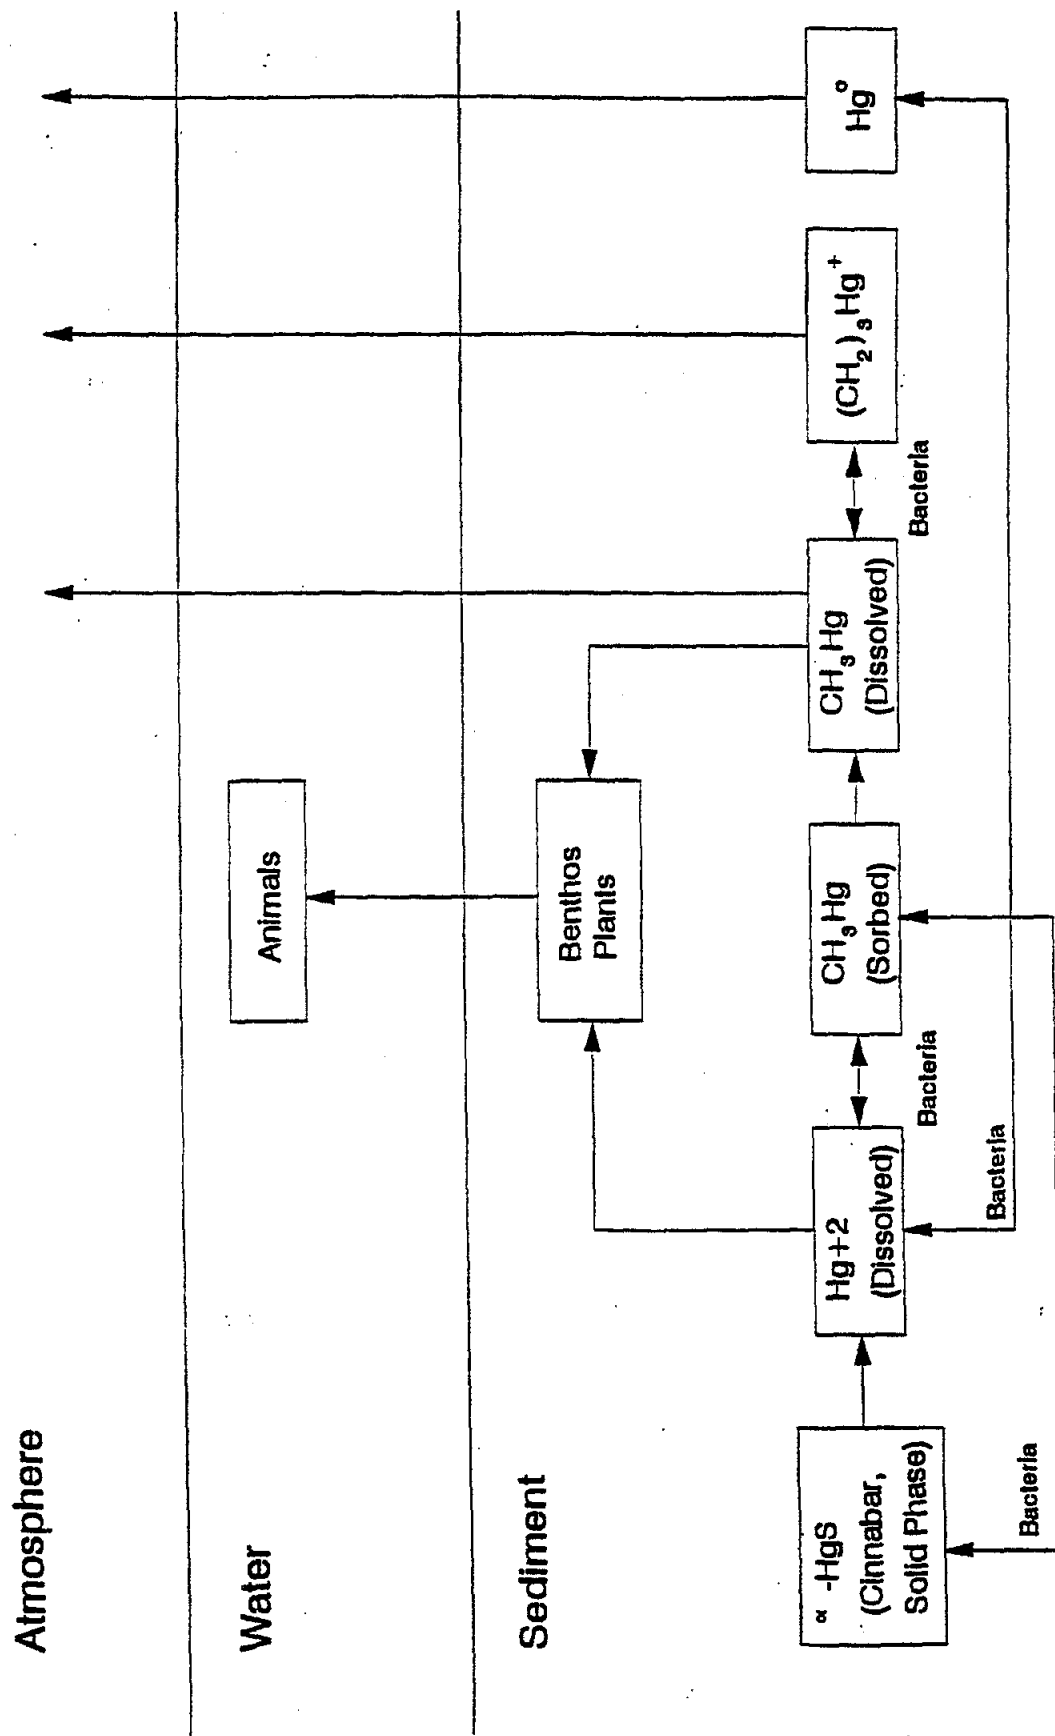 Atmosphere
Water
Animals
Sediment
Benthos
Plants
∝ -HgS
(Cinnabar,
Solid Phase)
Hg+2
(Dissolved)
CH₃Hg
(Sorbed)
CH₃Hg
(Dissolved)
(CH₂)₃Hg⁺
Hg⁰
Bacteria
Bacteria
Bacteria
Bacteria